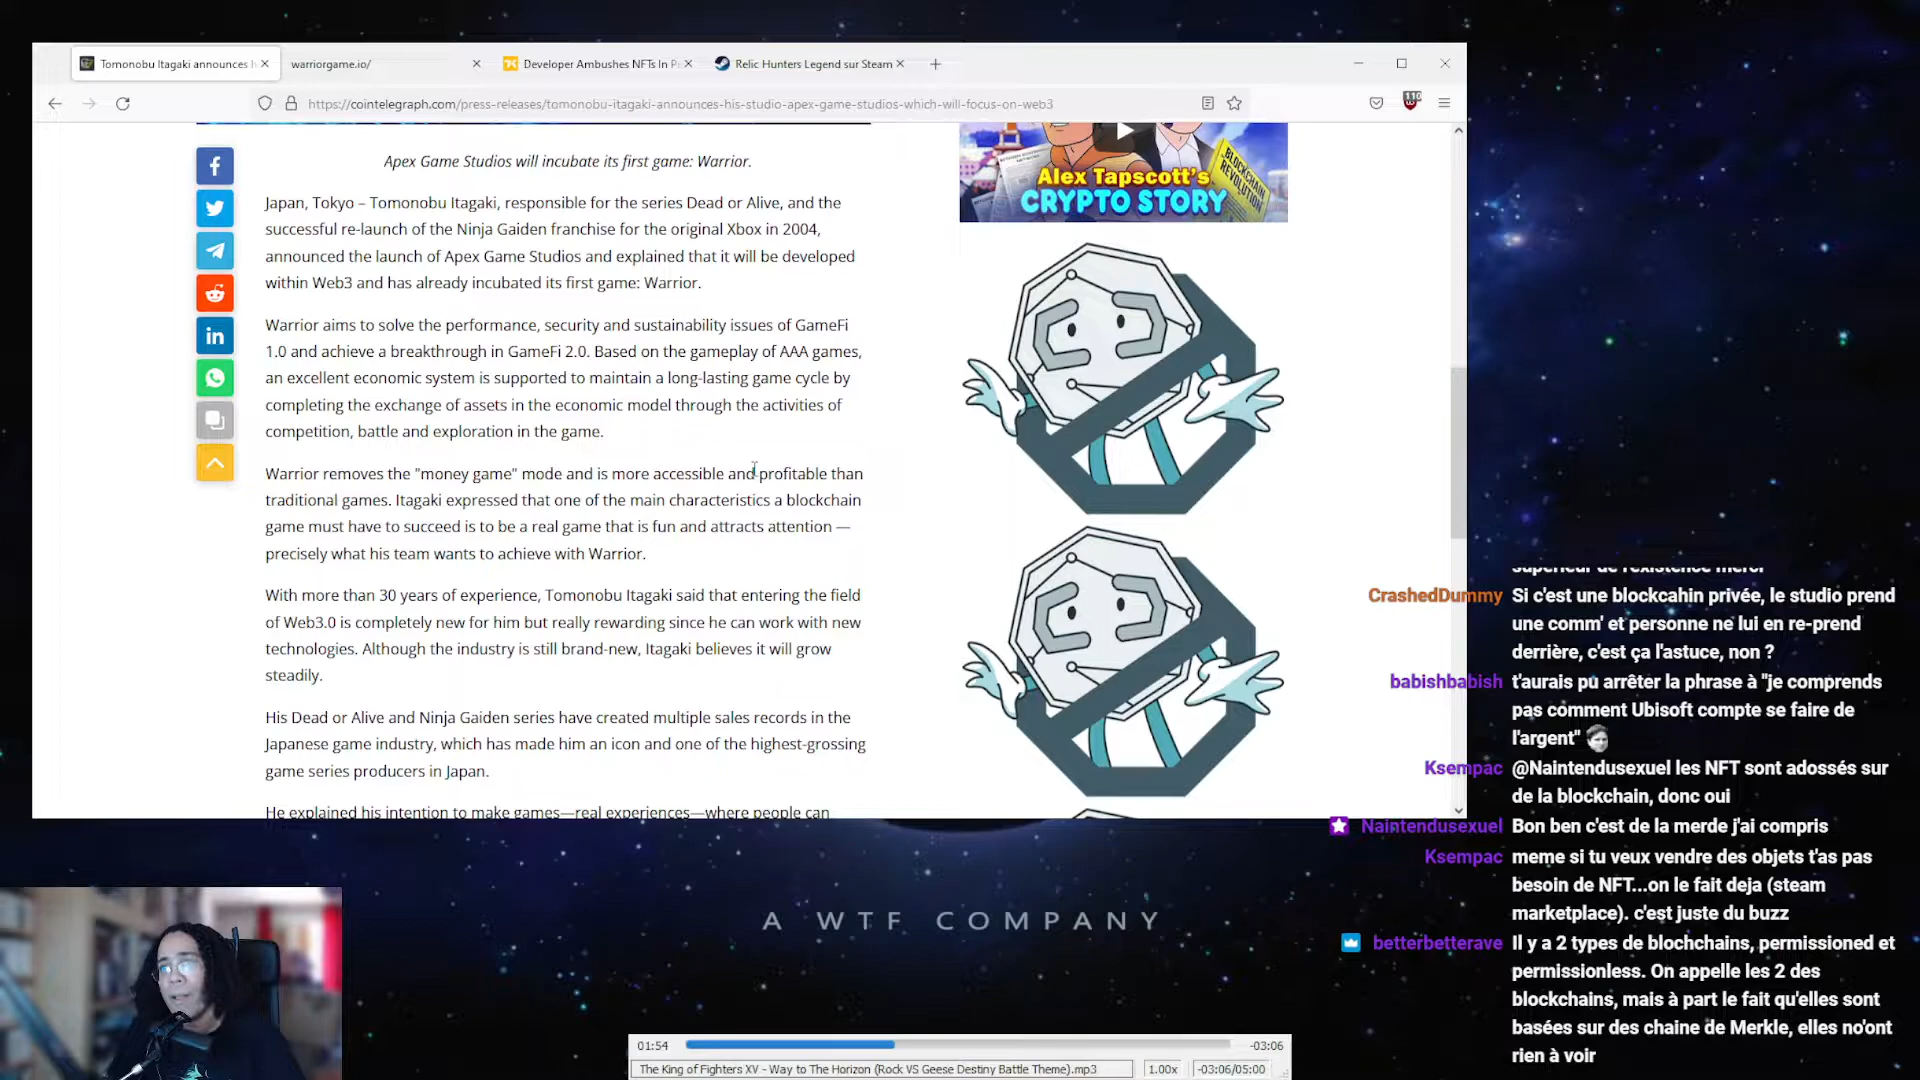 Tomonobu Itagaki announces h
warriorgame.io/
Developer Ambushes NFTs In P
Relic Hunters Legend sur Steam
https://cointelegraph.com/press-releases/tomonobu-itagaki-announces-his-studio-apex-game-studios-which-will-focus-on-web3
110
Apex Game Studios will incubate its first game: Warrior.
Japan, Tokyo – Tomonobu Itagaki, responsible for the series Dead or Alive, and the
successful re-launch of the Ninja Gaiden franchise for the original Xbox in 2004,
announced the launch of Apex Game Studios and explained that it will be developed
within Web3 and has already incubated its first game: Warrior.
Warrior aims to solve the performance, security and sustainability issues of GameFi
1.0 and achieve a breakthrough in GameFi 2.0. Based on the gameplay of AAA games,
an excellent economic system is supported to maintain a long-lasting game cycle by
completing the exchange of assets in the economic model through the activities of
competition, battle and exploration in the game.
Warrior removes the "money game" mode and is more accessible and profitable than
traditional games. Itagaki expressed that one of the main characteristics a blockchain
game must have to succeed is to be a real game that is fun and attracts attention —
precisely what his team wants to achieve with Warrior.
With more than 30 years of experience, Tomonobu Itagaki said that entering the field
of Web3.0 is completely new for him but really rewarding since he can work with new
technologies. Although the industry is still brand-new, Itagaki believes it will grow
steadily.
His Dead or Alive and Ninja Gaiden series have created multiple sales records in the
Japanese game industry, which has made him an icon and one of the highest-grossing
game series producers in Japan.
He explained his intention to make games—real experiences—where people can
BLOCKCHAIN
REVOLUTION
Alex Tapscott's
CRYPTO STORY
supérieur de l'existence merci
CrashedDummy Si c'est une blockcahin privée, le studio prend
une comm' et personne ne lui en re-prend
derrière, c'est ça l'astuce, non ?
babishbabish t'aurais pu arrêter la phrase à "je comprends
pas comment Ubisoft compte se faire de
l'argent"
Ksempac @Naintendusexuel les NFT sont adossés sur
de la blockchain, donc oui
Naintendusexuel Bon ben c'est de la merde j'ai compris
Ksempac meme si tu veux vendre des objets t'as pas
besoin de NFT...on le fait deja (steam
marketplace). c'est juste du buzz
betterbetterave Il y a 2 types de blochchains, permissioned et
permissionless. On appelle les 2 des
blockchains, mais à part le fait qu'elles sont
basées sur des chaine de Merkle, elles no'ont
rien à voir
A WTF COMPANY
01:54
-03:06
The King of Fighters XV - Way to The Horizon (Rock VS Geese Destiny Battle Theme).mp3
1.00x
-03:06/05:00